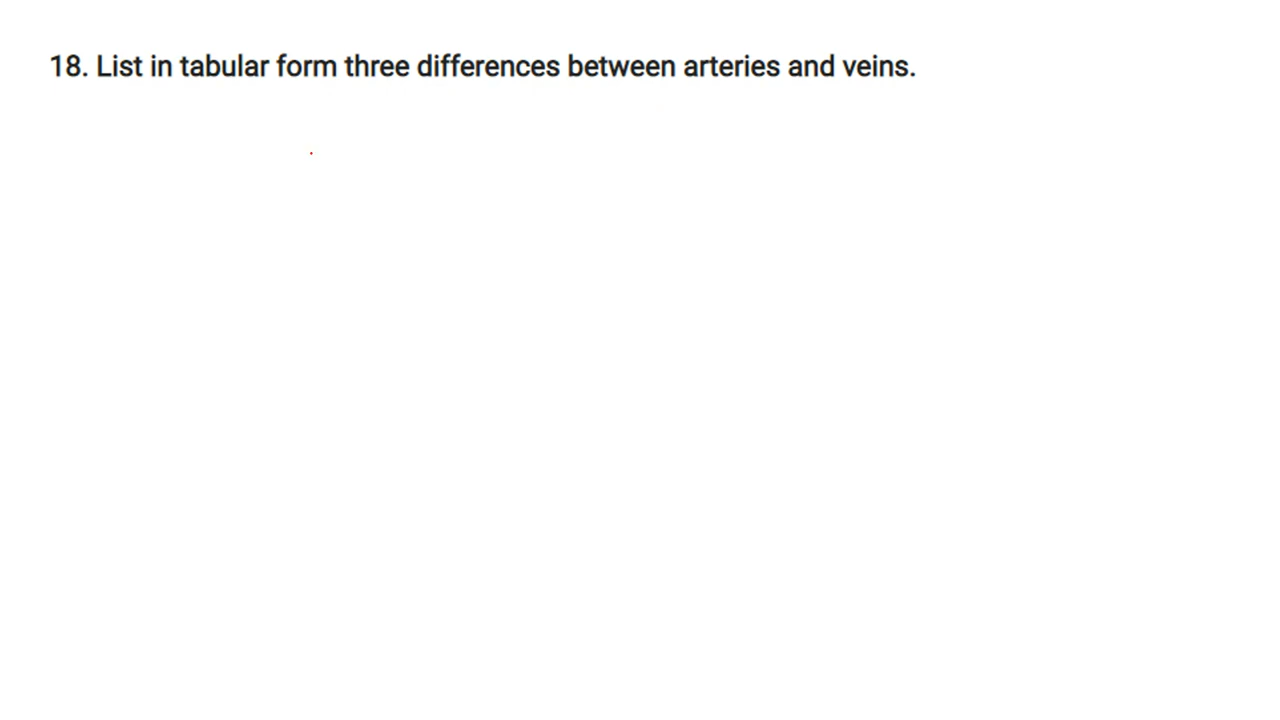 18. List in tabular form three differences between arteries and veins.